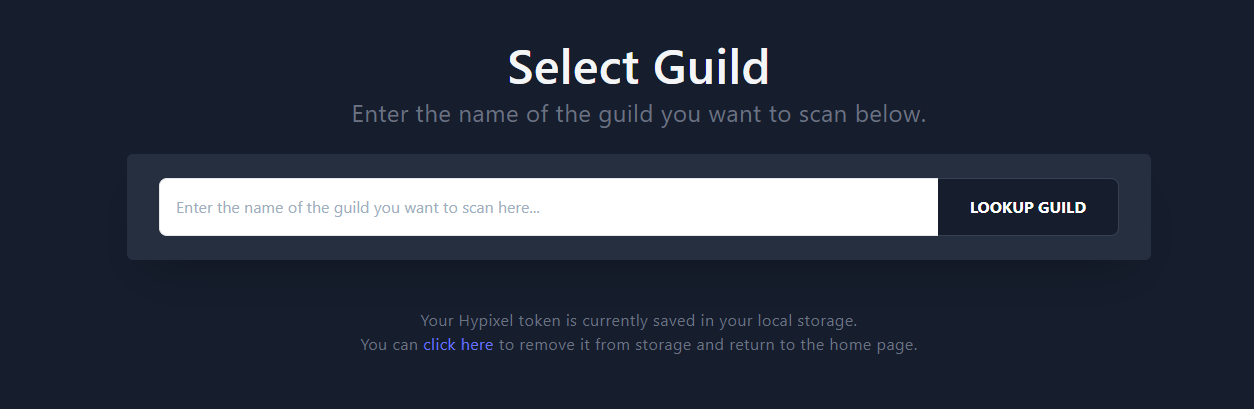 Select Guild
Enter the name of the guild you want to scan below.
Enter the name of the guild you want to scan here...
LOOKUP GUILD
Your Hypixel token is currently saved in your local storage.
You can click here to remove it from storage and return to the home page.